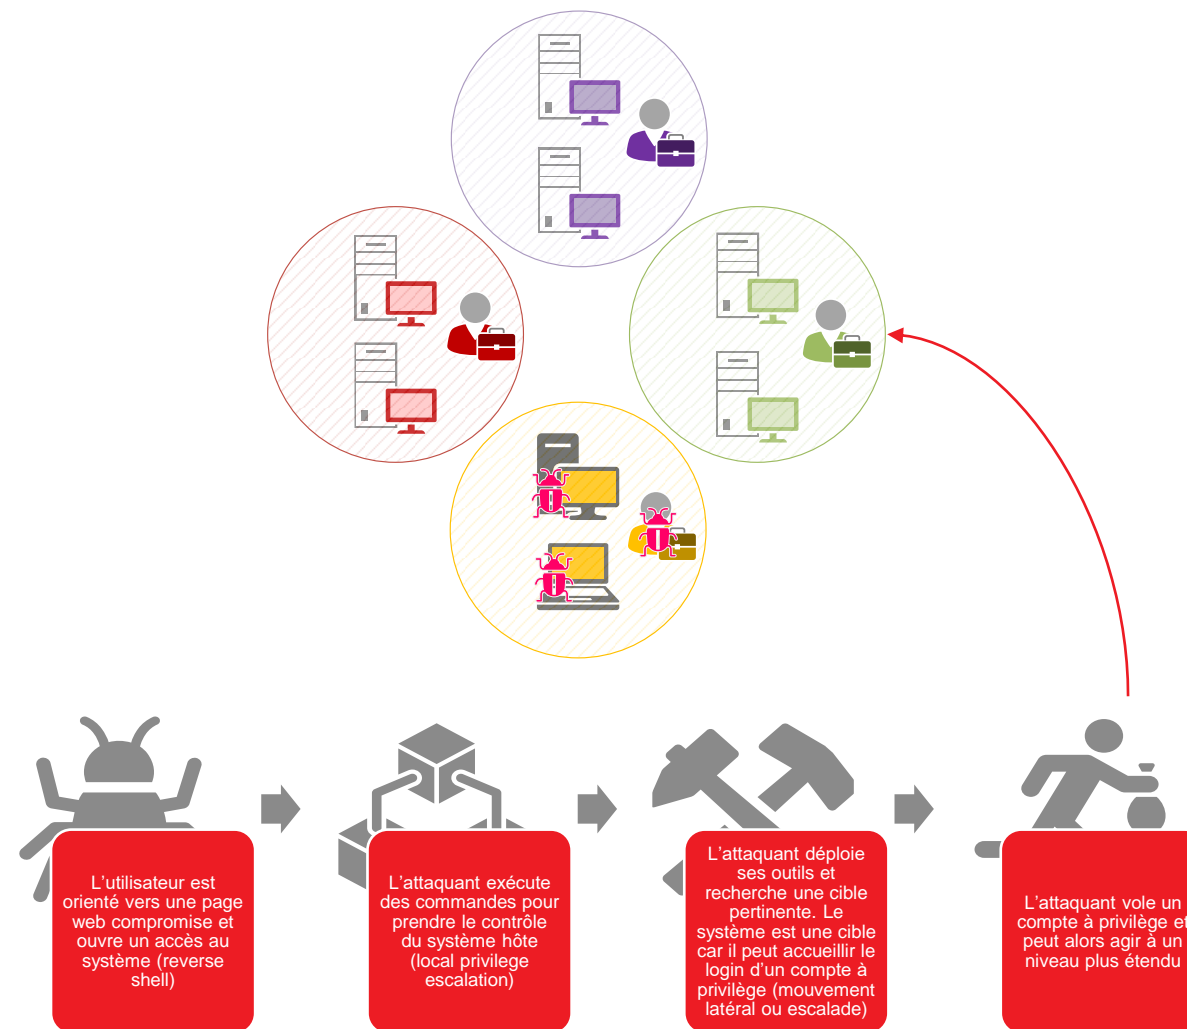 L'utilisateur est
orienté vers une page
web compromise et
ouvre un accès au
système (reverse
shell)
L'attaquant exécute
des commandes pour
prendre le contrôle
du système hôte
(local privilege
escalation)
L'attaquant déploie
ses outils et
recherche une cible
pertinente. Le
système est une cible
car il peut accueillir le
login d'un compte à
privilège (mouvement
latéral ou escalade)
L'attaquant vole un
compte à privilège et
peut alors agir à un
niveau plus étendu